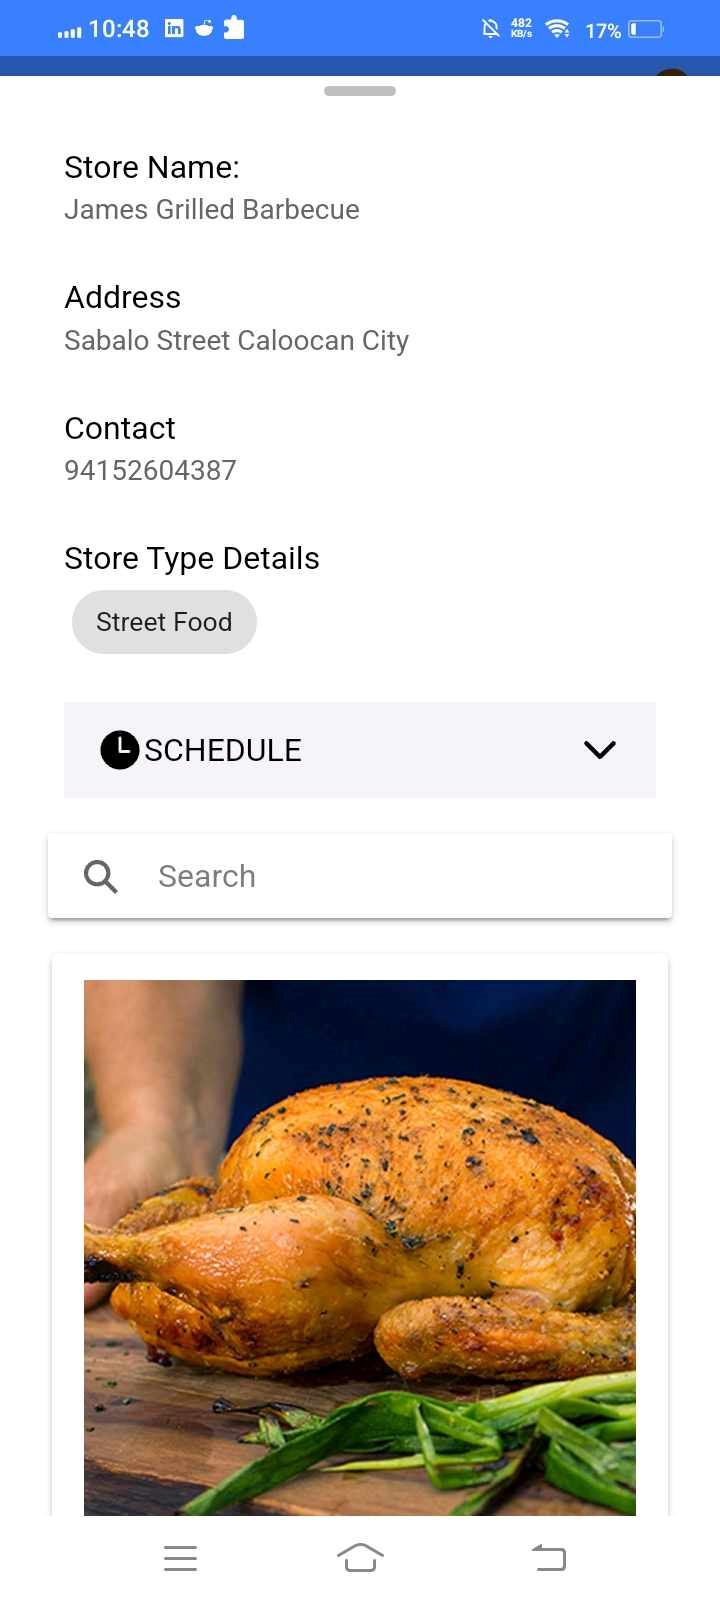 10:48
482
KB/s
17%
Store Name:
James Grilled Barbecue
Address
Sabalo Street Caloocan City
Contact
94152604387
Store Type Details
Street Food
SCHEDULE
Search